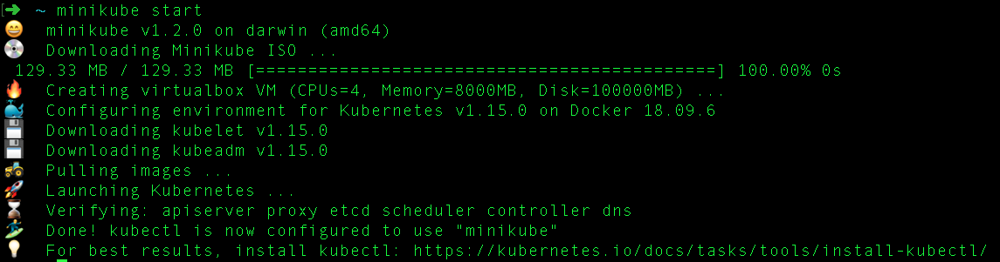 [➜ ~ minikube start
😄 minikube v1.2.0 on darwin (amd64)
💿 Downloading Minikube ISO ...
129.33 MB / 129.33 MB [============================================] 100.00% 0s
🔥 Creating virtualbox VM (CPUs=4, Memory=8000MB, Disk=100000MB) ...
🐳 Configuring environment for Kubernetes v1.15.0 on Docker 18.09.6
💾 Downloading kubelet v1.15.0
💾 Downloading kubeadm v1.15.0
🚜 Pulling images ...
🚀 Launching Kubernetes ...
⌛ Verifying: apiserver proxy etcd scheduler controller dns
🏄 Done! kubectl is now configured to use "minikube"
💡 For best results, install kubectl: https://kubernetes.io/docs/tasks/tools/install-kubectl/